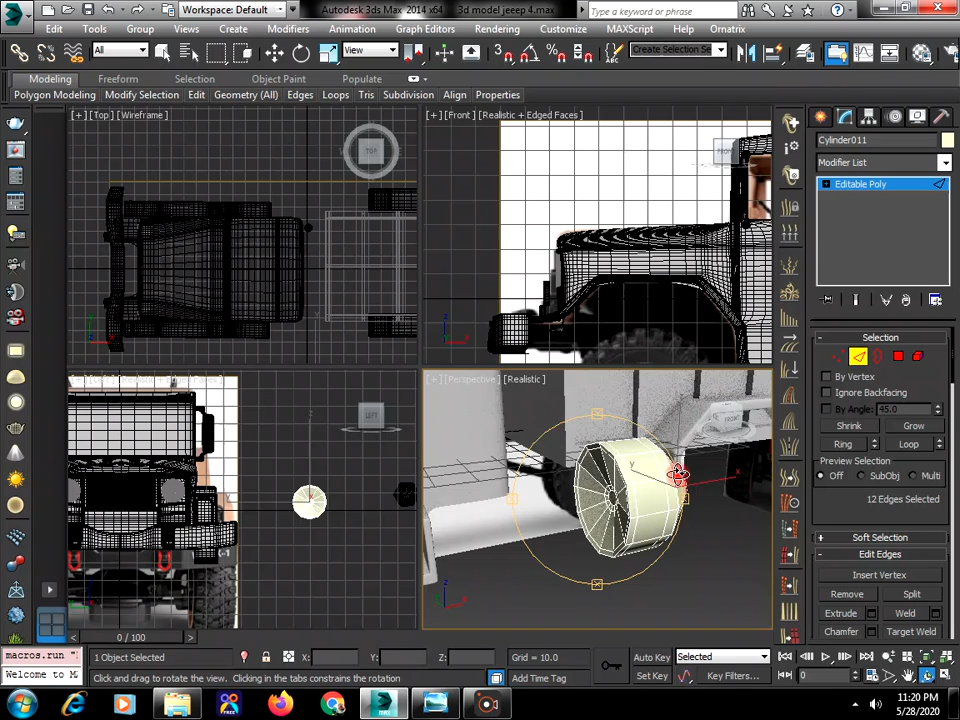 Workspace: Default
Autodesk 3ds Max 2014 x64
3d model jeeep 4.max
Type a keyword or phrase
Edit Tools Group Views Create Modifiers Animation Graph Editors Rendering Customize MAXScript Help Ornatrix
All
View
Create Selection Se
Modeling Freeform Selection Object Paint Populate
Polygon Modeling Modify Selection Edit Geometry (All) Edges Loops Tris Subdivision Align Properties
[+] [Top] [Wireframe]
TOP
[+] [Front] [Realistic + Edged Faces]
Cylinder011
Modifier List
Editable Poly
Selection
By Vertex
Ignore Backfacing
By Angle: 45.0
Shrink Grow
Ring Loop
Preview Selection
Off SubObj Multi
12 Edges Selected
Soft Selection
Edit Edges
Insert Vertex
Remove Split
Extrude Weld
Chamfer Target Weld
LEFT
[+] [Perspective] [Realistic]
FRONT
0 / 100
macros.run "
Welcome to M
1 Object Selected
X: Y: Z:
Grid = 10.0
Click and drag to rotate the view. Clicking in the tabs constrains the rotation
Add Time Tag
Auto Key Selected
Set Key Key Filters...
0
11:20 PM
5/28/2020